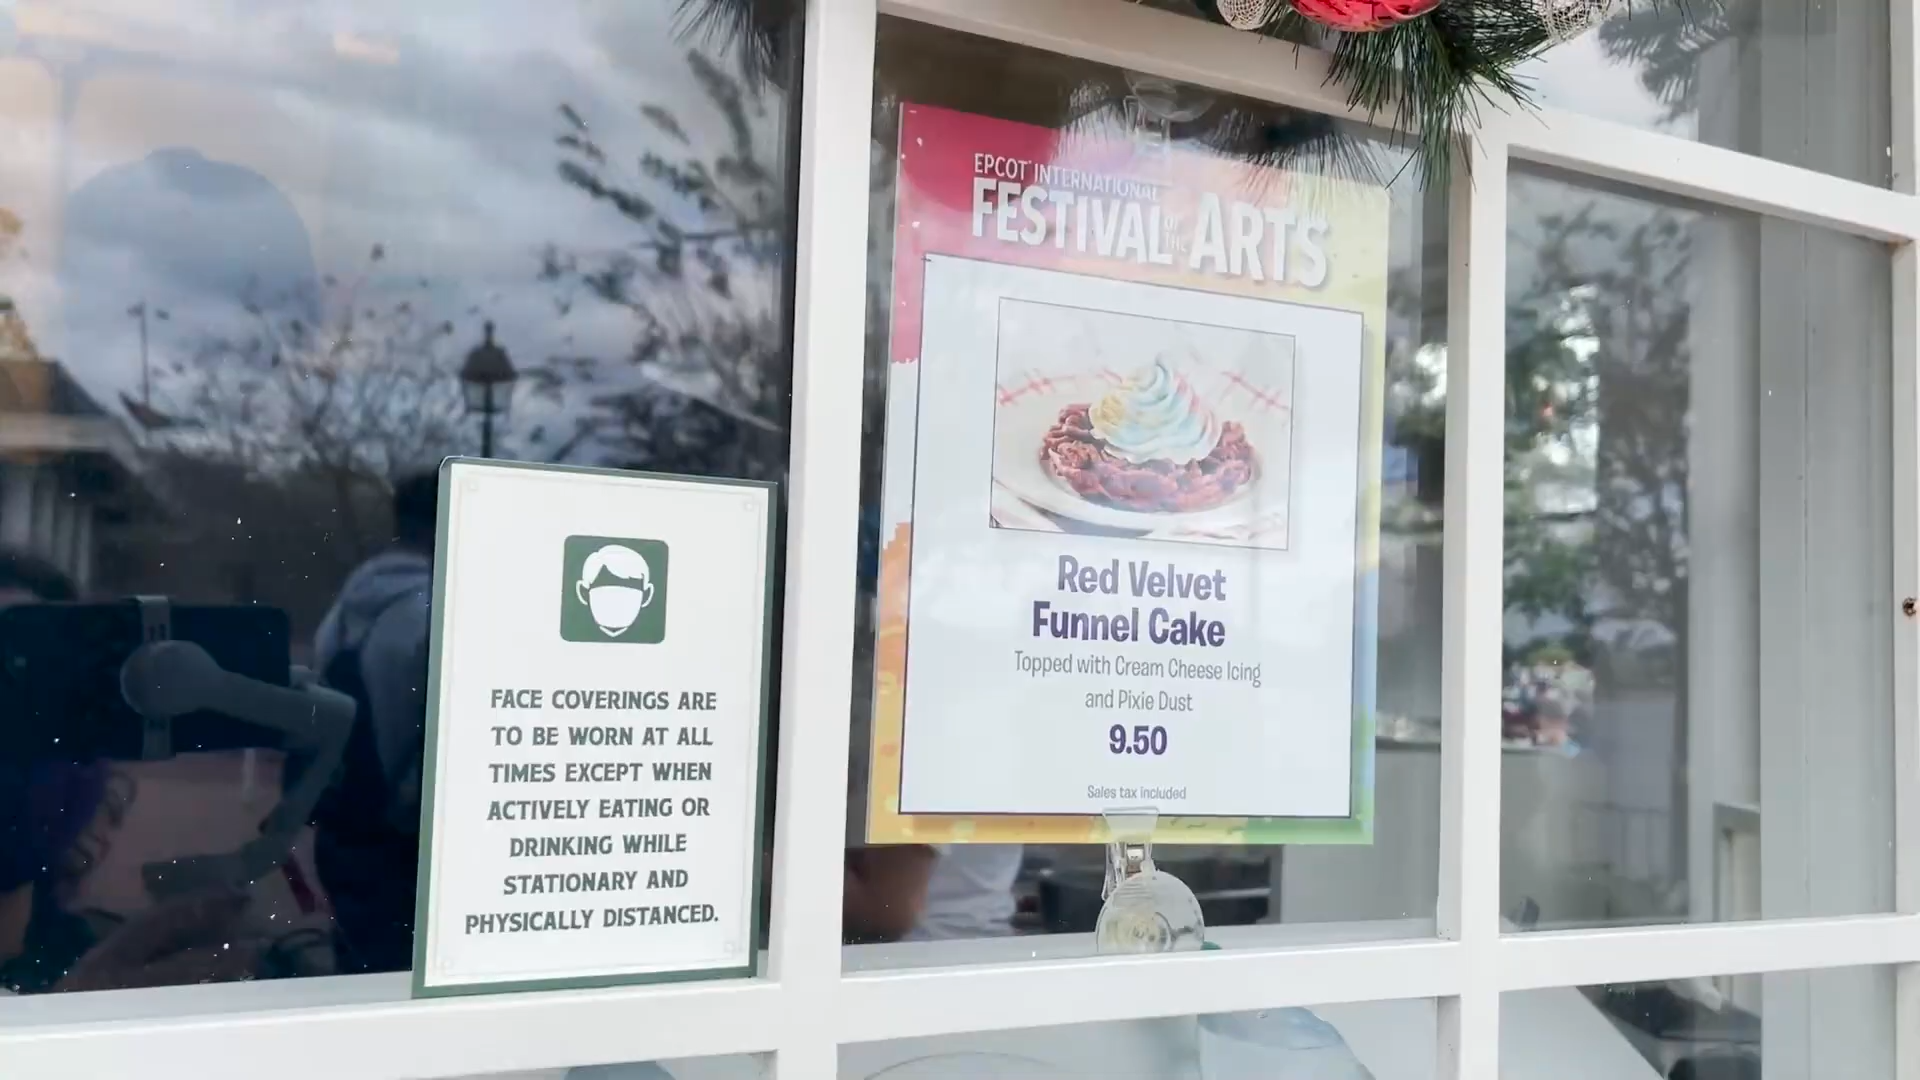 EPCOT INTERNATIONAL
FESTIVAL OF THE ARTS
Red Velvet
Funnel Cake
Topped with Cream Cheese Icing
and Pixie Dust
9.50
Sales tax included
FACE COVERINGS ARE
TO BE WORN AT ALL
TIMES EXCEPT WHEN
ACTIVELY EATING OR
DRINKING WHILE
STATIONARY AND
PHYSICALLY DISTANCED.